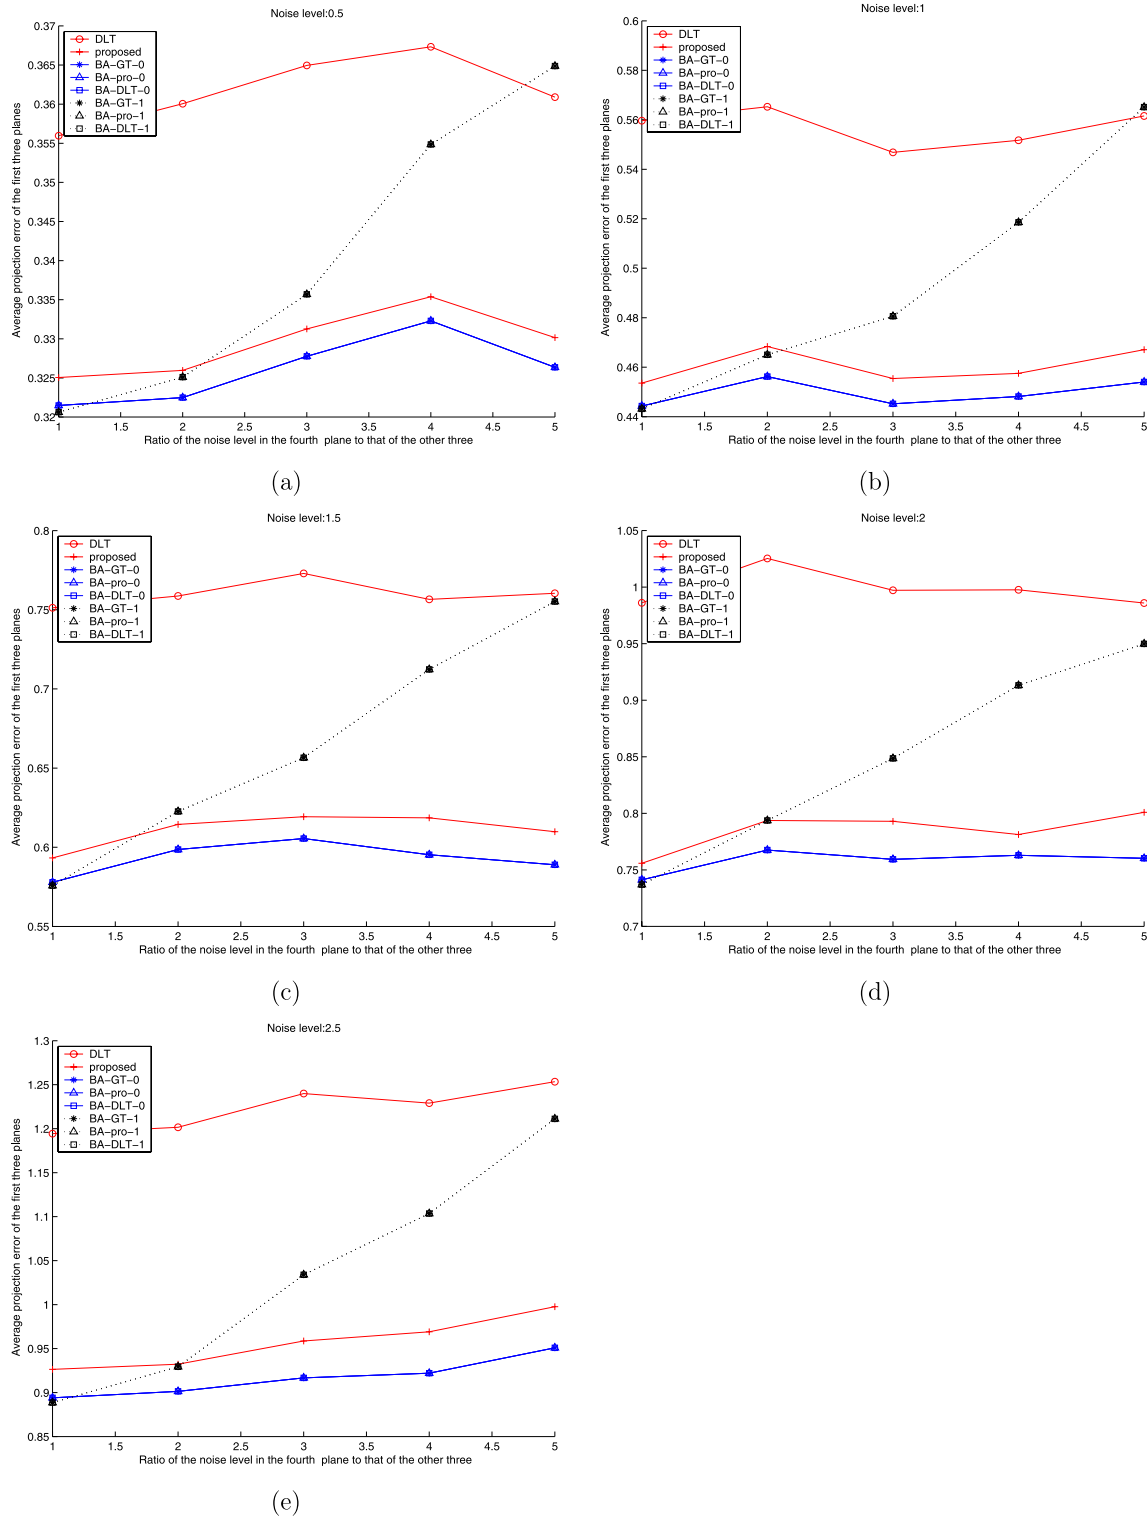 Noise level:0.5
Average projection error of the first three planes
0.37
0.365
0.36
0.355
0.35
0.345
0.34
0.335
0.33
0.325
0.32
DLT
proposed
BA−GT−0
BA−pro−0
BA−DLT−0
BA−GT−1
BA−pro−1
BA−DLT−1
1 1.5 2 2.5 3 3.5 4 4.5 5
Ratio of the noise level in the fourth plane to that of the other three
(a)
Noise level:1
Average projection error of the first three planes
0.6
0.58
0.56
0.54
0.52
0.5
0.48
0.46
0.44
DLT
proposed
BA−GT−0
BA−pro−0
BA−DLT−0
BA−GT−1
BA−pro−1
BA−DLT−1
1 1.5 2 2.5 3 3.5 4 4.5 5
Ratio of the noise level in the fourth plane to that of the other three
(b)
Noise level:1.5
Average projection error of the first three planes
0.8
0.75
0.7
0.65
0.6
0.55
DLT
proposed
BA−GT−0
BA−pro−0
BA−DLT−0
BA−GT−1
BA−pro−1
BA−DLT−1
1 1.5 2 2.5 3 3.5 4 4.5 5
Ratio of the noise level in the fourth plane to that of the other three
(c)
Noise level:2
Average projection error of the first three planes
1.05
1
0.95
0.9
0.85
0.8
0.75
0.7
DLT
proposed
BA−GT−0
BA−pro−0
BA−DLT−0
BA−GT−1
BA−pro−1
BA−DLT−1
1 1.5 2 2.5 3 3.5 4 4.5 5
Ratio of the noise level in the fourth plane to that of the other three
(d)
Noise level:2.5
Average projection error of the first three planes
1.3
1.25
1.2
1.15
1.1
1.05
1
0.95
0.9
0.85
DLT
proposed
BA−GT−0
BA−pro−0
BA−DLT−0
BA−GT−1
BA−pro−1
BA−DLT−1
1 1.5 2 2.5 3 3.5 4 4.5 5
Ratio of the noise level in the fourth plane to that of the other three
(e)